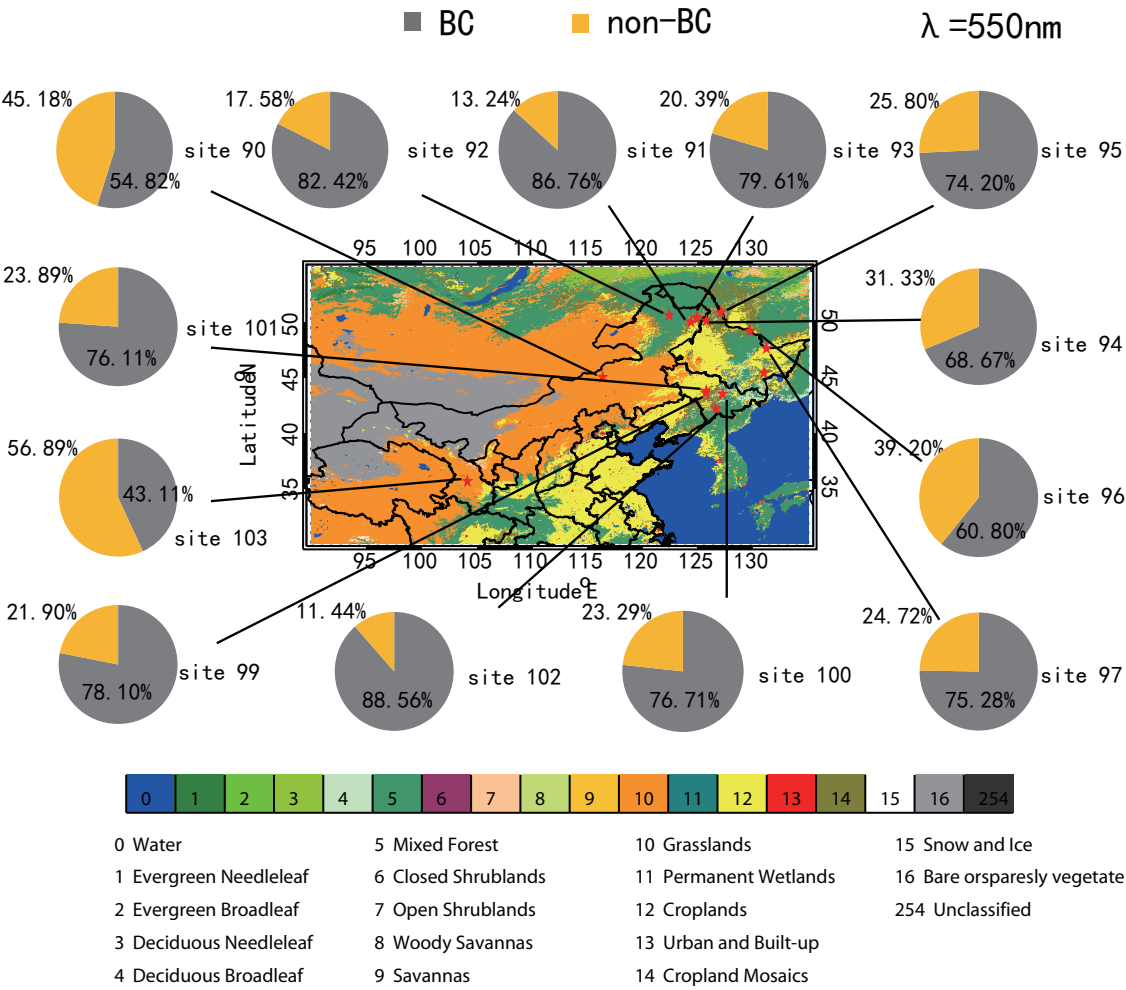 BC non-BC λ =550nm
45.18% 17.58% 13.24% 20.39% 25.80%
site 90 site 92 site 91 site 93 site 95
54.82% 82.42% 86.76% 79.61% 74.20%
95 100 105 110 115 120 125 130
23.89% 31.33%
site 101 50 50
76.11% site 94
68.67%
45 45
Latitude°N
40 40
56.89% 39.20%
43.11% 35 35 site 96
site 103 60.80%
95 100 105 110 115 120 125 130
Longitude°E
21.90% 11.44% 23.29% 24.72%
site 99 site 102 site 100 site 97
78.10% 88.56% 76.71% 75.28%
0 1 2 3 4 5 6 7 8 9 10 11 12 13 14 15 16 254
0 Water
1 Evergreen Needleleaf
2 Evergreen Broadleaf
3 Deciduous Needleleaf
4 Deciduous Broadleaf
5 Mixed Forest
6 Closed Shrublands
7 Open Shrublands
8 Woody Savannas
9 Savannas
10 Grasslands
11 Permanent Wetlands
12 Croplands
13 Urban and Built-up
14 Cropland Mosaics
15 Snow and Ice
16 Bare orsparesly vegetate
254 Unclassified